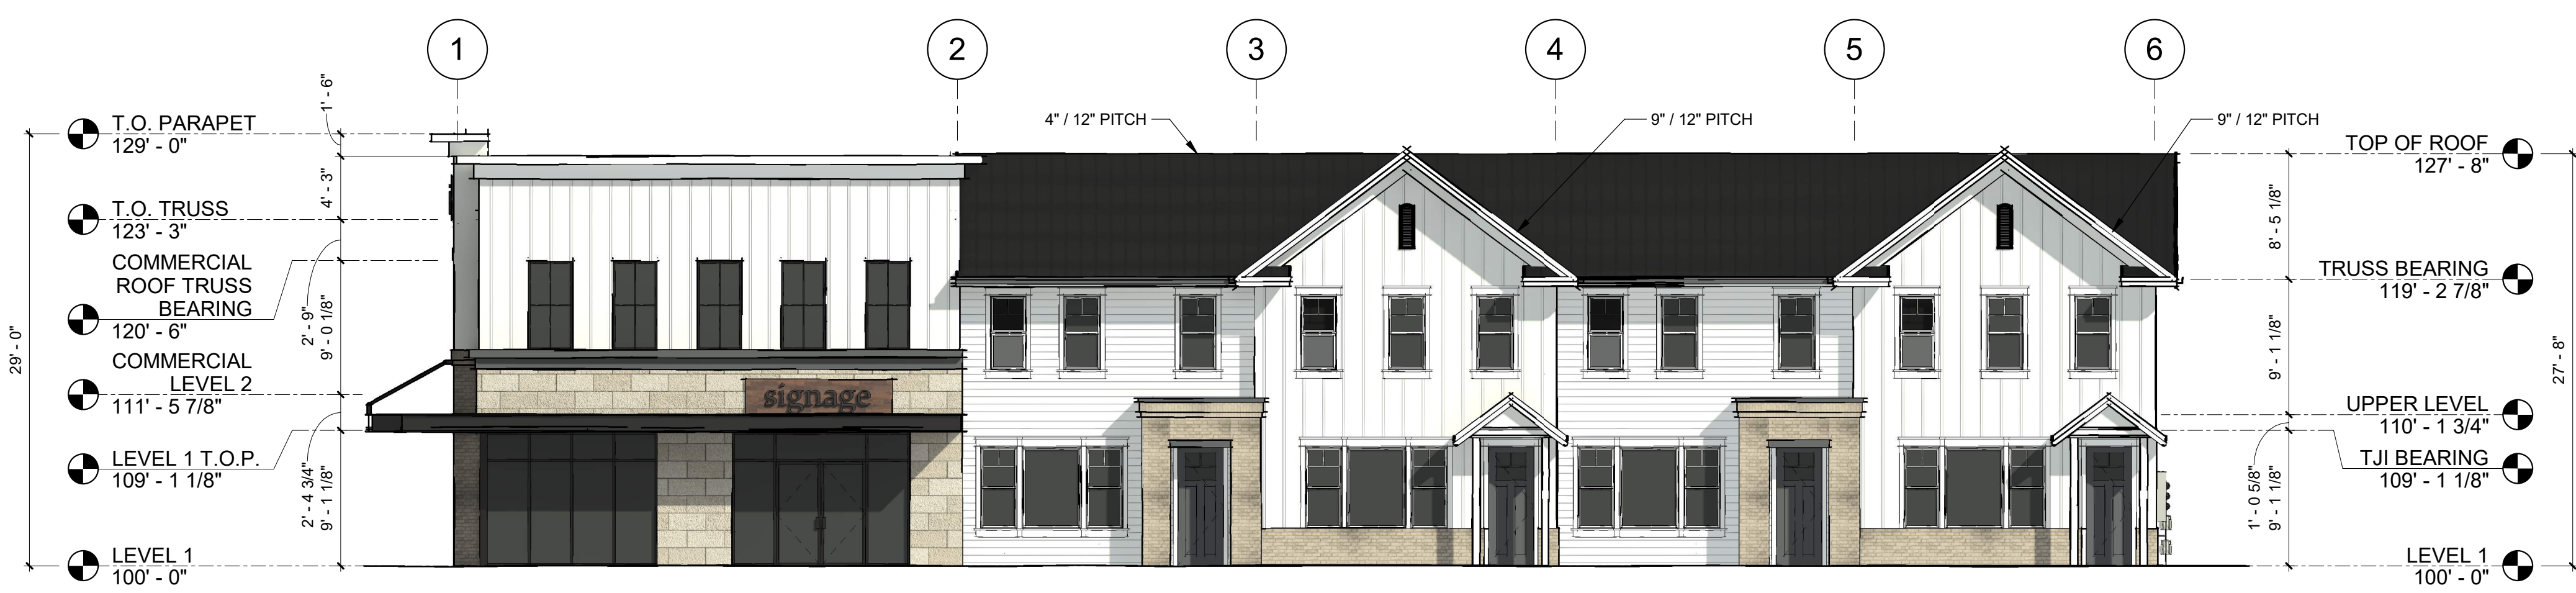 1
2
3
4
5
6
T.O. PARAPET
129' - 0"
T.O. TRUSS
123' - 3"
COMMERCIAL
ROOF TRUSS
BEARING
120' - 6"
COMMERCIAL
LEVEL 2
111' - 5 7/8"
LEVEL 1 T.O.P.
109' - 1 1/8"
LEVEL 1
100' - 0"
29' - 0"
1' - 6"
4' - 3"
2' - 9"
9' - 0 1/8"
2' - 4 3/4"
9' - 1 1/8"
4" / 12" PITCH
9" / 12" PITCH
9" / 12" PITCH
signage
TOP OF ROOF
127' - 8"
TRUSS BEARING
119' - 2 7/8"
UPPER LEVEL
110' - 1 3/4"
TJI BEARING
109' - 1 1/8"
LEVEL 1
100' - 0"
8' - 5 1/8"
9' - 1 1/8"
1' - 0 5/8"
9' - 1 1/8"
27' - 8"